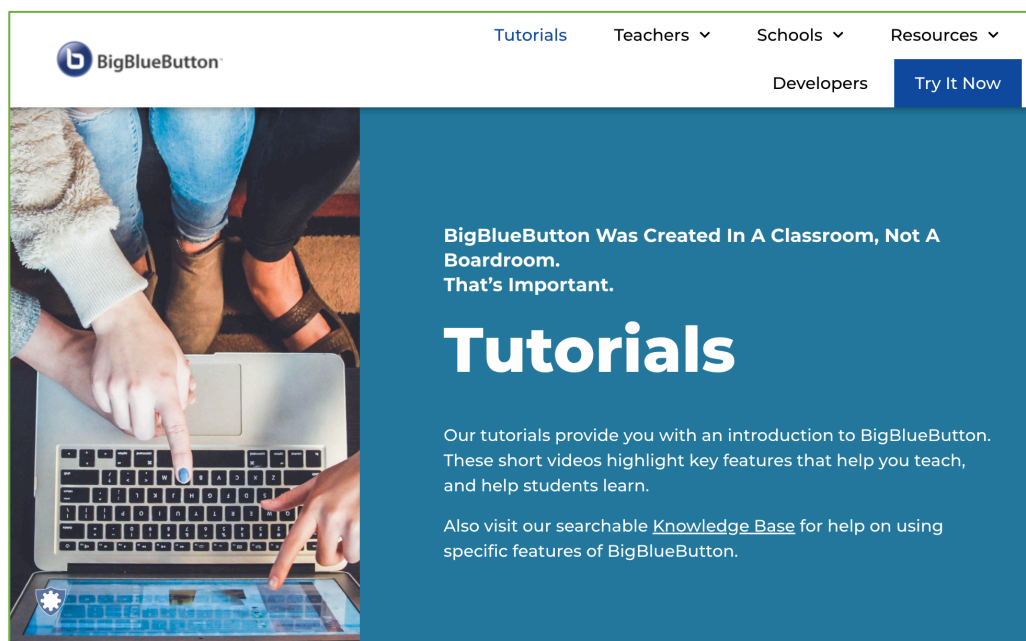 Tutorials Teachers Schools Resources
BigBlueButton
Developers Try It Now
BigBlueButton Was Created In A Classroom, Not A
Boardroom.
That's Important.
Tutorials
Our tutorials provide you with an introduction to BigBlueButton.
These short videos highlight key features that help you teach,
and help students learn.
Also visit our searchable Knowledge Base for help on using
specific features of BigBlueButton.